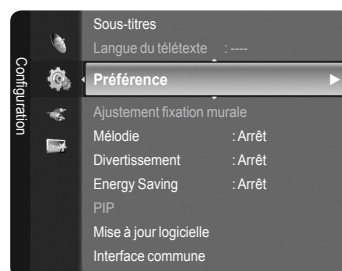 Configuration
Sous-titres
Langue du télétexte : ----
Préférence
Ajustement fixation murale
Mélodie : Arrêt
Divertissement : Arrêt
Energy Saving : Arrêt
PIP
Mise à jour logicielle
Interface commune